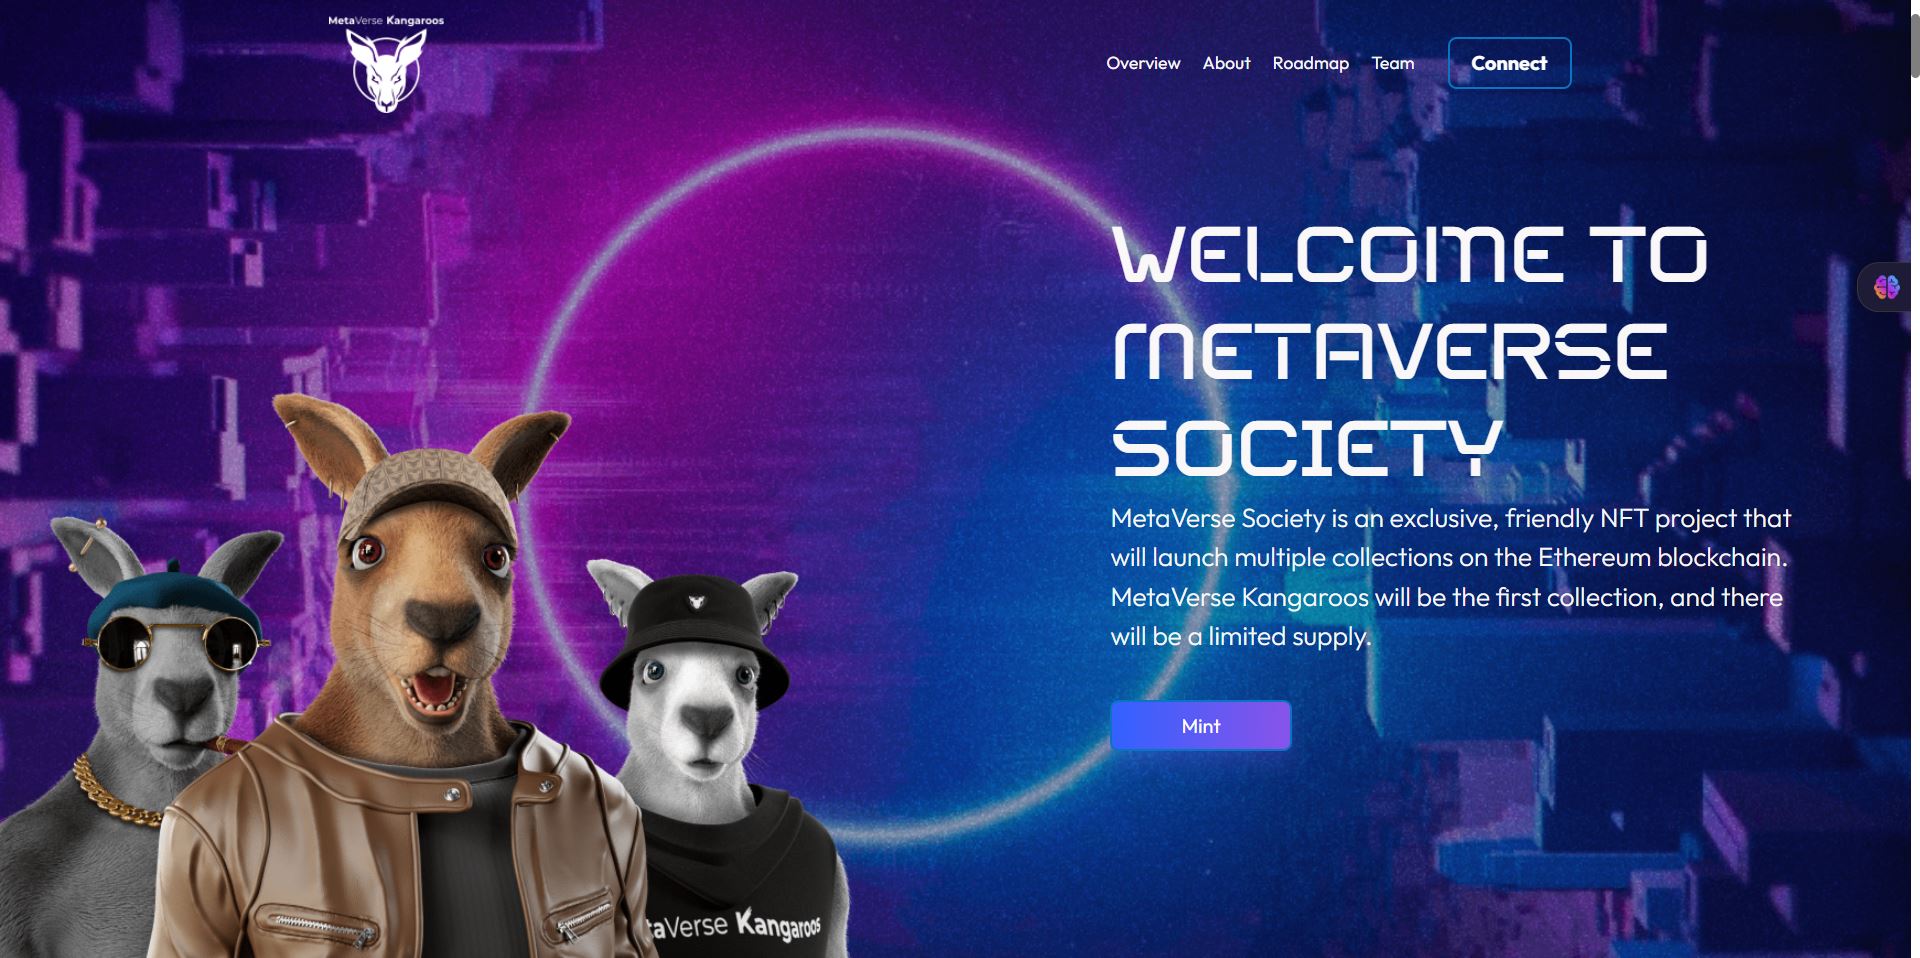 MetaVerse Kangaroos
Overview About Roadmap Team Connect
WELCOME TO
METAVERSE
SOCIETY
MetaVerse Society is an exclusive, friendly NFT project that
will launch multiple collections on the Ethereum blockchain.
MetaVerse Kangaroos will be the first collection, and there
will be a limited supply.
Mint
taVerse Kangaroos